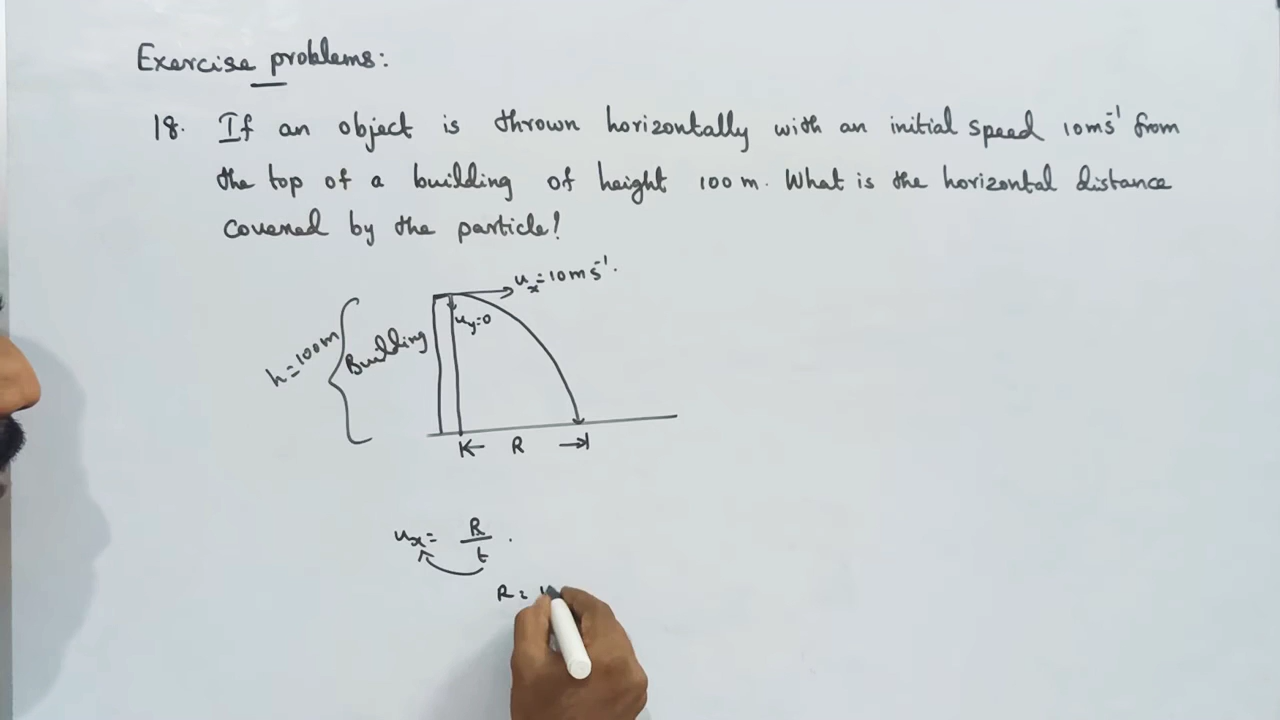 Exercise problems:
18. If an object is thrown horizontally with an initial speed 10ms⁻¹ from
the top of a building of height 100 m. What is the horizontal distance
covered by the particle?
uₓ=10ms⁻¹.
u_y=0
h=100m
Building
R
uₓ= R/t .
R=